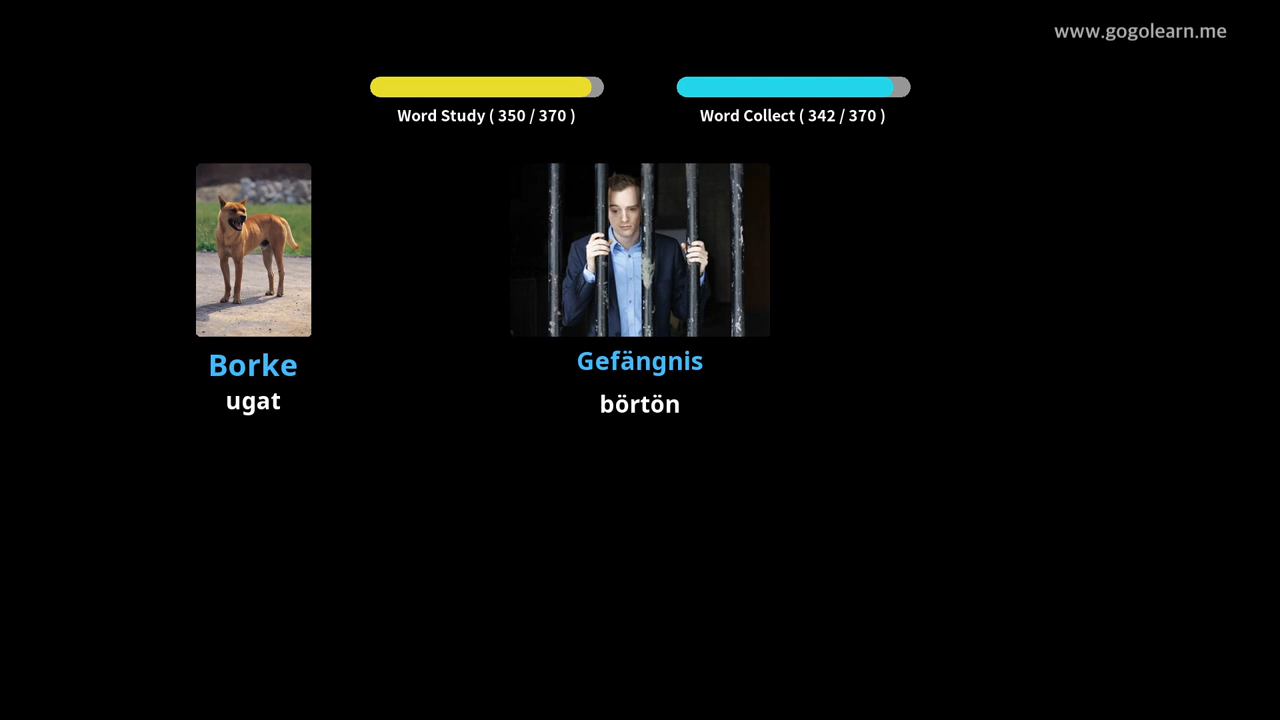 www.gogolearn.me
Word Study ( 350 / 370 )
Word Collect ( 342 / 370 )
Borke
ugat
Gefängnis
börtön